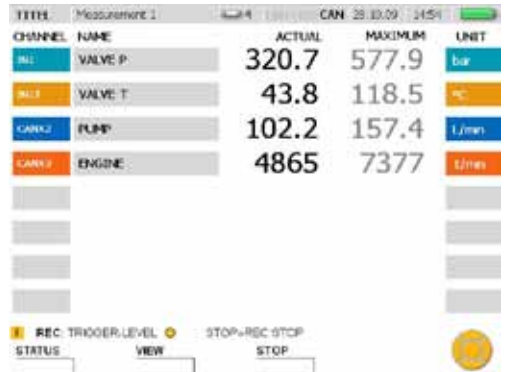 TITEL Measurement 1 CAN 28.10.09 14:54
CHANNEL NAME ACTUAL MAXIMUM UNIT
VALVE P 320.7 577.9 bar
VALVE T 43.8 118.5 °C
CAN\2 PUMP 102.2 157.4 L/min
ENGINE 4865 7377
REC: TRIGGER:LEVEL STOP=REC STOP
STATUS VIEW STOP